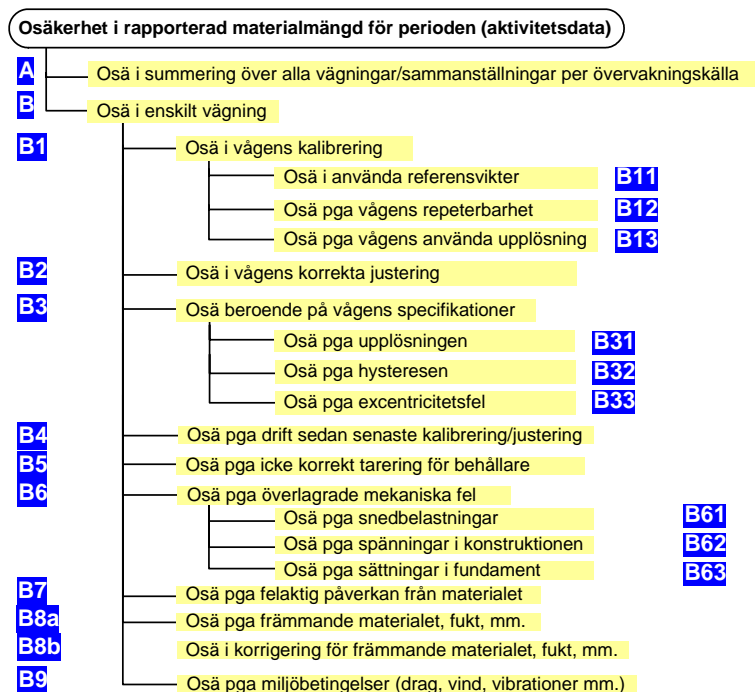 Osäkerhet i rapporterad materialmängd för perioden (aktivitetsdata)
A Osä i summering över alla vägningar/sammanställningar per övervakningskälla
B Osä i enskilt vägning
B1 Osä i vågens kalibrering
Osä i använda referensvikter B11
Osä pga vågens repeterbarhet B12
Osä pga vågens använda upplösning B13
B2 Osä i vågens korrekta justering
B3 Osä beroende på vågens specifikationer
Osä pga upplösningen B31
Osä pga hysteresen B32
Osä pga excentricitetsfel B33
B4 Osä pga drift sedan senaste kalibrering/justering
B5 Osä pga icke korrekt tarering för behållare
B6 Osä pga överlagrade mekaniska fel
Osä pga snedbelastningar B61
Osä pga spänningar i konstruktionen B62
Osä pga sättningar i fundament B63
B7 Osä pga felaktig påverkan från materialet
B8a Osä pga främmande materialet, fukt, mm.
B8b Osä i korrigering för främmande materialet, fukt, mm.
B9 Osä pga miljöbetingelser (drag, vind, vibrationer mm.)